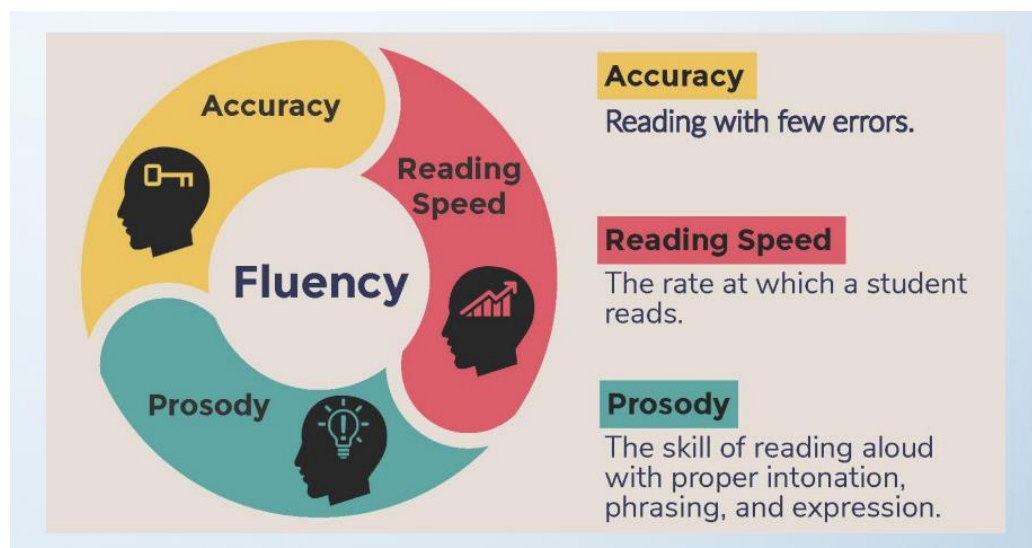 Accuracy
Reading
Speed
Fluency
Prosody
Accuracy
Reading with few errors.
Reading Speed
The rate at which a student
reads.
Prosody
The skill of reading aloud
with proper intonation,
phrasing, and expression.